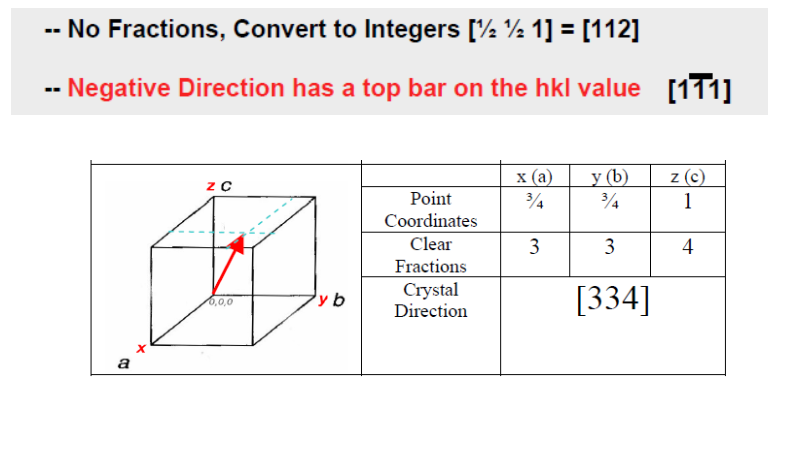 -- No Fractions, Convert to Integers [½ ½ 1] = [112]
-- Negative Direction has a top bar on the hkl value [11̅1]
z c
0,0,0
y b
x
a
x (a) y (b) z (c)
Point Coordinates ¾ ¾ 1
Clear Fractions 3 3 4
Crystal Direction [334]